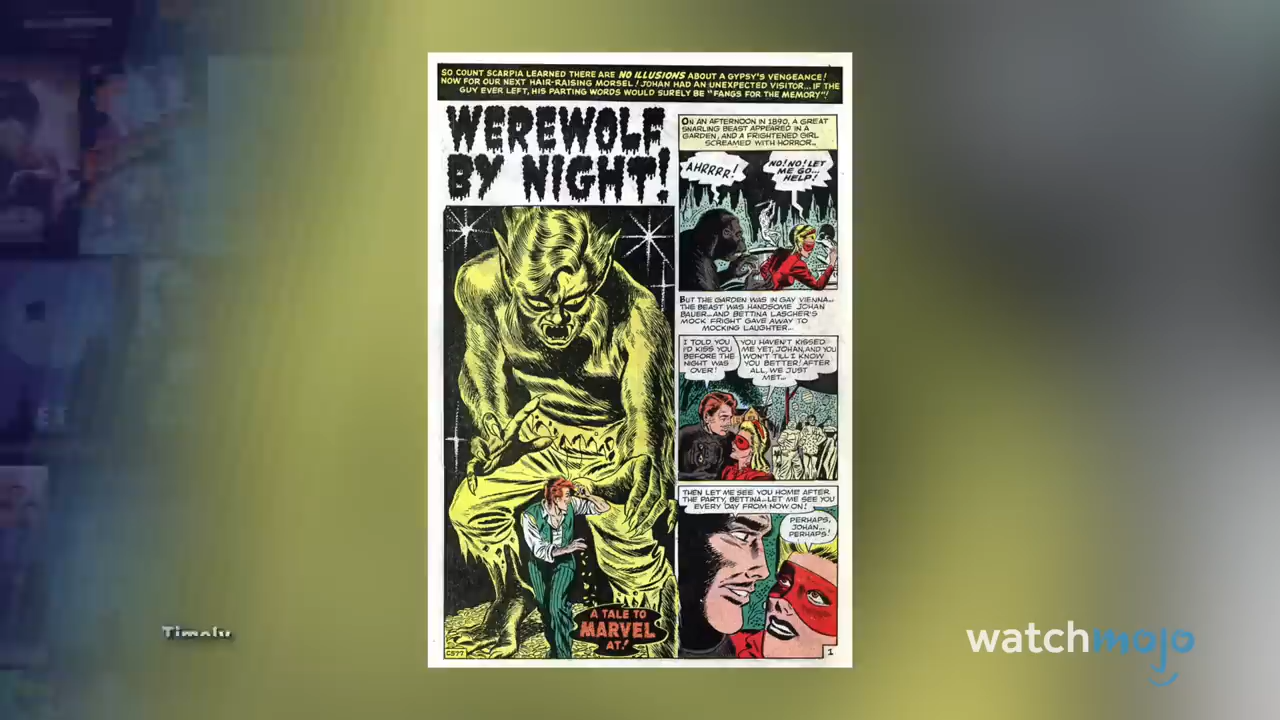 SO COUNT SCARPIA LEARNED THERE ARE NO ILLUSIONS ABOUT A GYPSY'S VENGEANCE!
NOW FOR OUR NEXT HAIR-RAISING MORSEL! JOHAN HAD AN UNEXPECTED VISITOR... IF THE
GUY EVER LEFT, HIS PARTING WORDS WOULD SURELY BE "FANGS FOR THE MEMORY"!
WEREWOLF
BY NIGHT!
ON AN AFTERNOON IN 1890, A GREAT
SNARLING BEAST APPEARED IN A
GARDEN, AND A FRIGHTENED GIRL
SCREAMED WITH HORROR..
AHRRRR!
NO! NO! LET
ME GO...
HELP!
BUT THE GARDEN WAS IN GAY VIENNA...
THE BEAST WAS HANDSOME JOHAN
BAUER...AND BETTINA LASCHER'S
MOCK FRIGHT GAVE AWAY TO
MOCKING LAUGHTER...
I TOLD YOU
I'D KISS YOU
BEFORE THE
NIGHT WAS
OVER!
YOU HAVEN'T KISSED
ME YET, JOHAN, AND YOU
WON'T TILL I KNOW
YOU BETTER! AFTER
ALL, WE JUST
MET...
THEN LET ME SEE YOU HOME AFTER
THE PARTY, BETTINA...LET ME SEE YOU
EVERY DAY FROM NOW ON!
PERHAPS,
JOHAN...
PERHAPS!
A TALE TO
MARVEL
AT!
C577
1
Timely
watchmojo